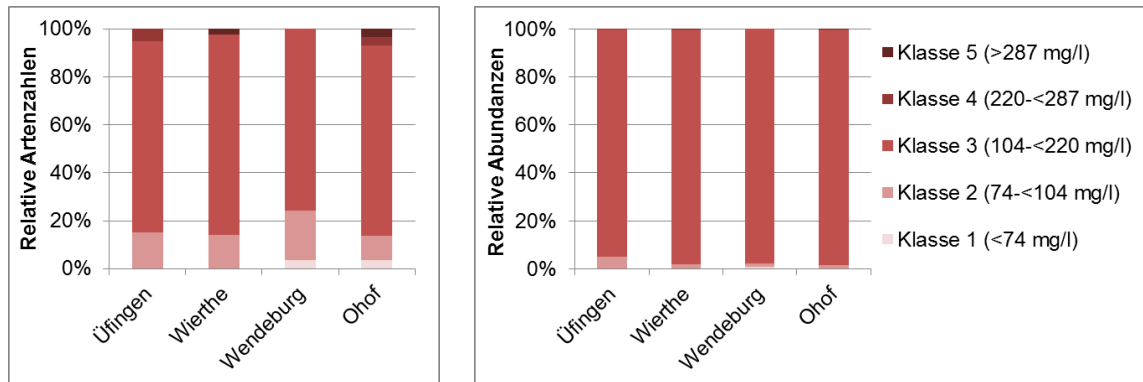 Relative Artenzahlen
100%
80%
60%
40%
20%
0%
Üfingen
Wierthe
Wendeburg
Ohof
Relative Abundanzen
100%
80%
60%
40%
20%
0%
Üfingen
Wierthe
Wendeburg
Ohof
Klasse 5 (>287 mg/l)
Klasse 4 (220-<287 mg/l)
Klasse 3 (104-<220 mg/l)
Klasse 2 (74-<104 mg/l)
Klasse 1 (<74 mg/l)